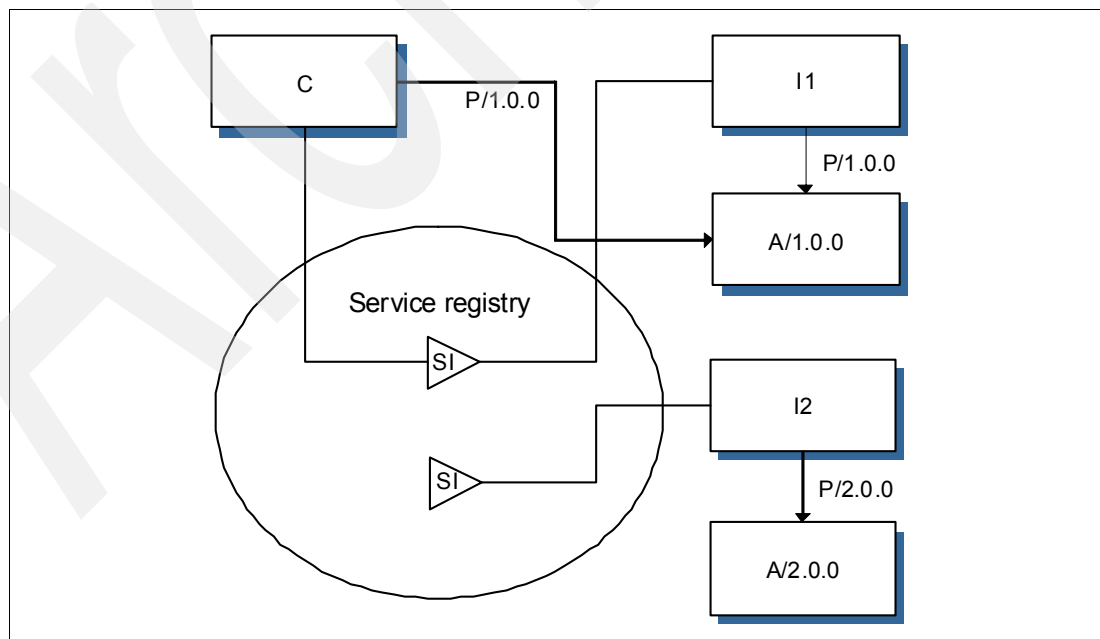 C
P/1.0.0
I1
P/1.0.0
A/1.0.0
Service registry
SI
I2
SI
P/2.0.0
A/2.0.0